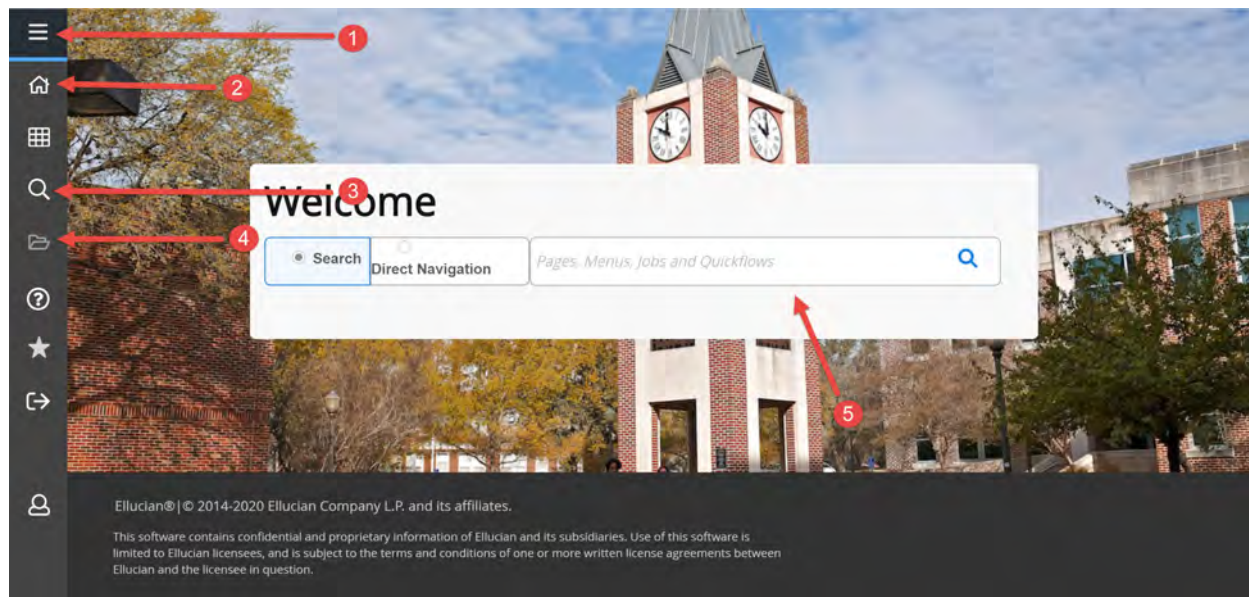 1
2
3
4
Welcome
Search
Direct Navigation
Pages, Menus, Jobs and Quickflows
5
Ellucian®|© 2014-2020 Ellucian Company L.P. and its affiliates.
This software contains confidential and proprietary information of Ellucian and its subsidiaries. Use of this software is
limited to Ellucian licensees, and is subject to the terms and conditions of one or more written license agreements between
Ellucian and the licensee in question.